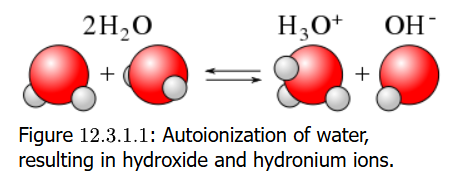 2H₂O H₃O⁺ OH⁻
+ +
Figure 12.3.1.1: Autoionization of water,
resulting in hydroxide and hydronium ions.